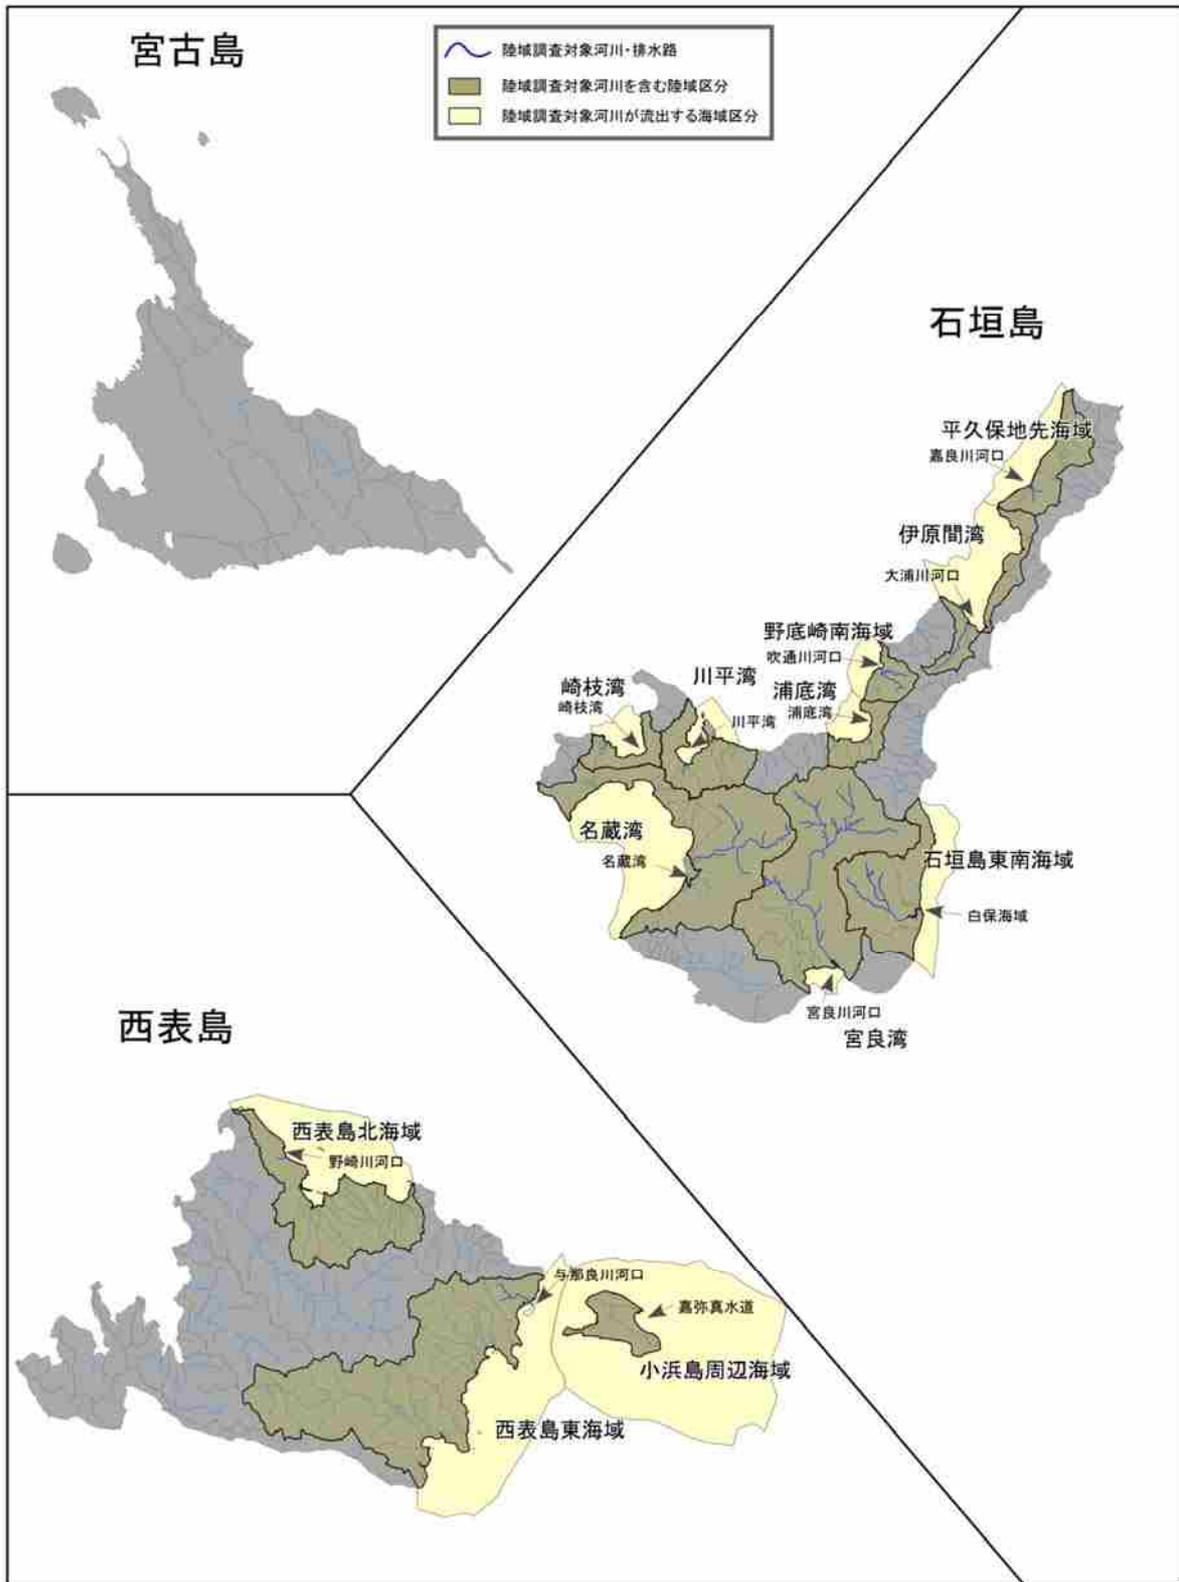 宮古島
陸域調査対象河川・排水路
陸域調査対象河川を含む陸域区分
陸域調査対象河川が流出する海域区分
石垣島
平久保地先海域
嘉良川河口
伊原間湾
大浦川河口
野底崎南海域
吹通川河口
川平湾
浦底湾
崎枝湾
崎枝湾
川平湾
浦底湾
名蔵湾
名蔵湾
石垣島東南海域
白保海域
宮良川河口
宮良湾
西表島
西表島北海域
野崎川河口
与那良川河口
嘉弥真水道
小浜島周辺海域
西表島東海域